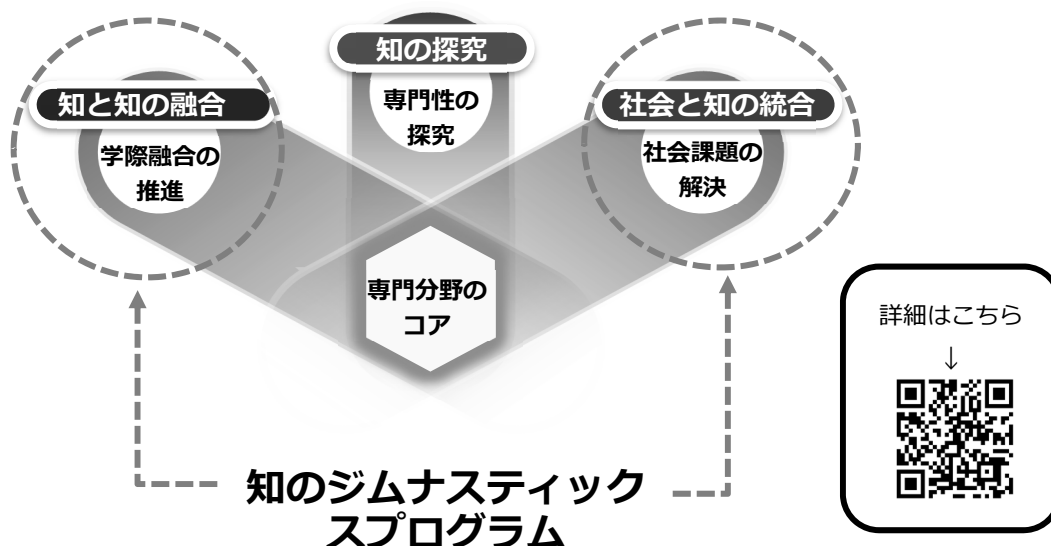 知の探究
専門性の
探究
知と知の融合
学際融合の
推進
社会と知の統合
社会課題の
解決
専門分野の
コア
詳細はこちら
↓
知のジムナスティック
スプログラム